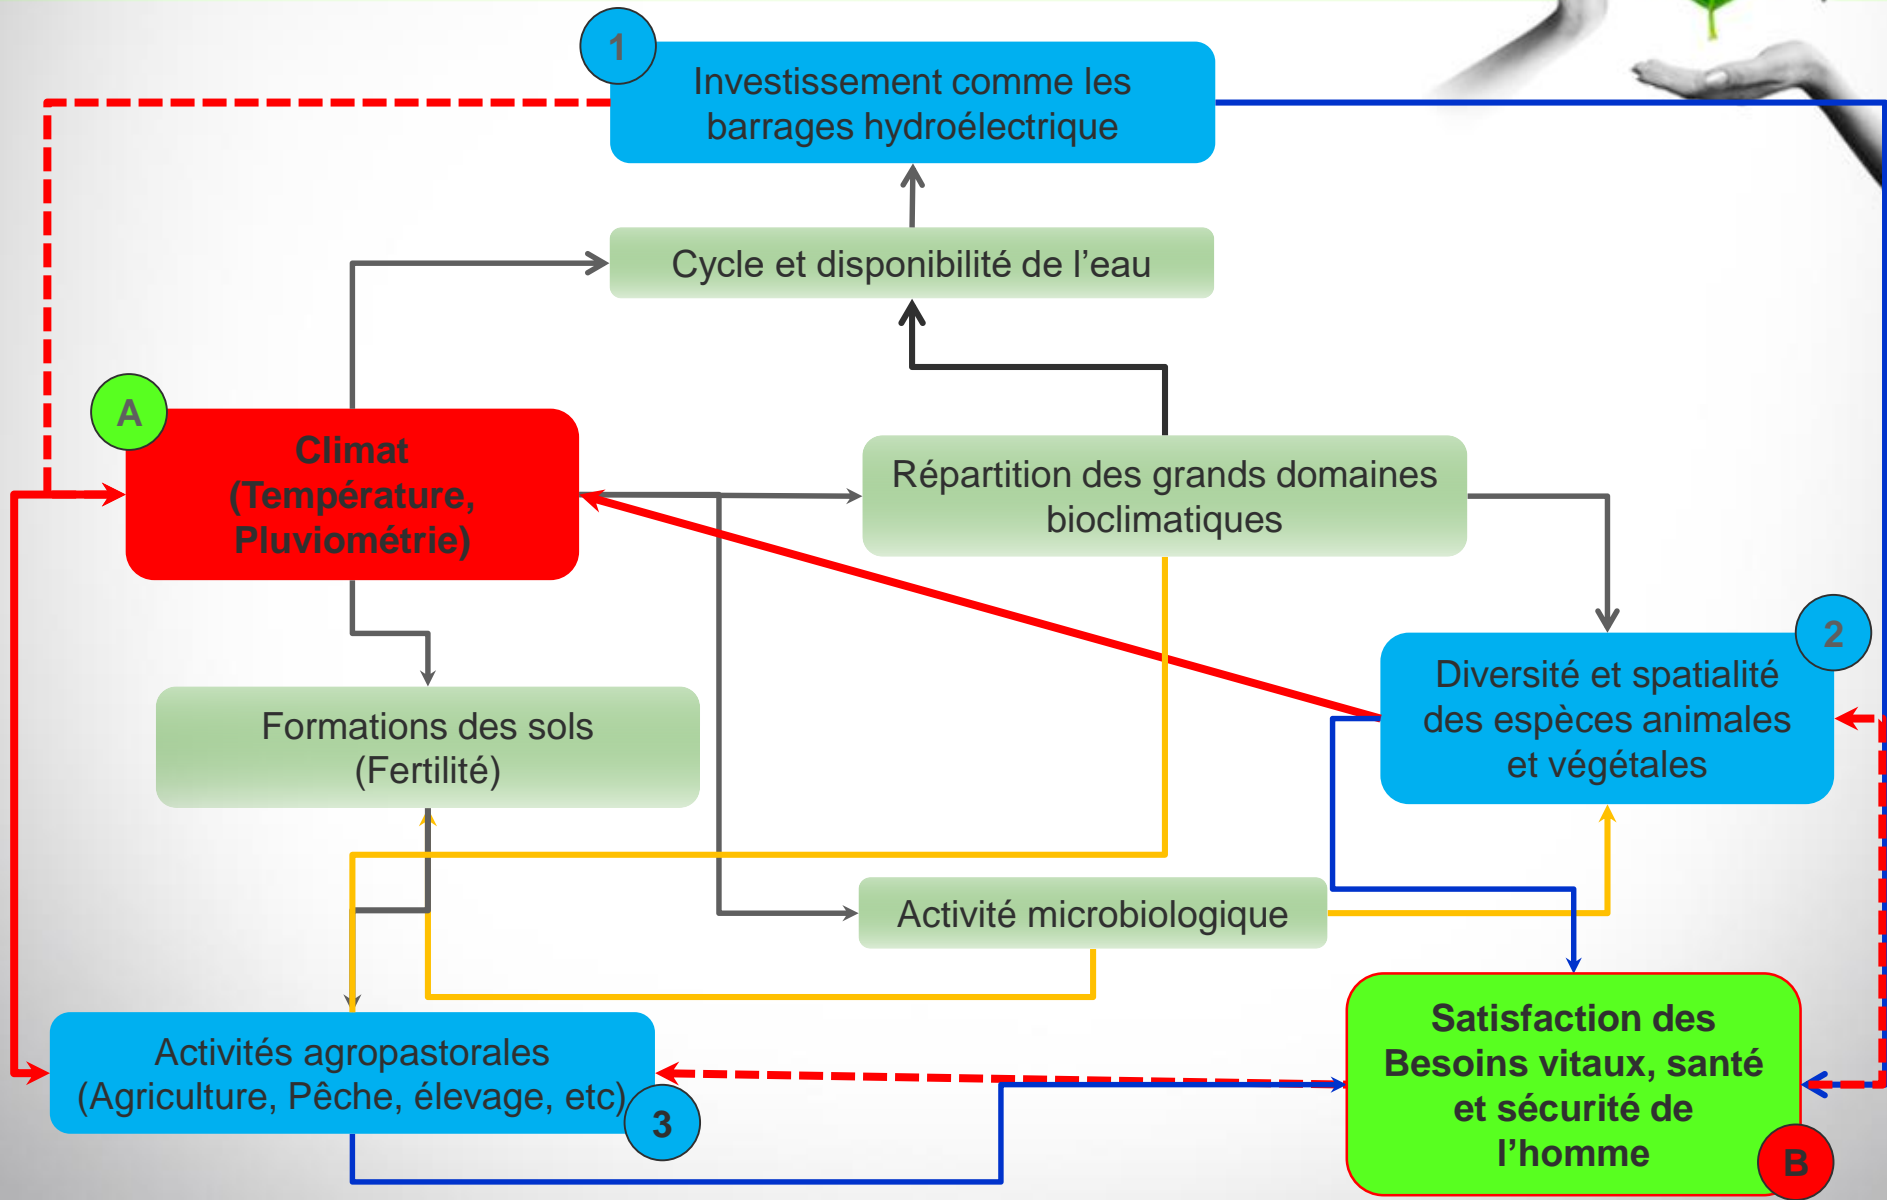 1
Investissement comme les
barrages hydroélectrique
Cycle et disponibilité de l’eau
A
Climat
(Température,
Pluviométrie)
Répartition des grands domaines
bioclimatiques
2
Diversité et spatialité
des espèces animales
et végétales
Formations des sols
(Fertilité)
Activité microbiologique
Activités agropastorales
(Agriculture, Pêche, élevage, etc)
3
Satisfaction des
Besoins vitaux, santé
et sécurité de
l’homme
B